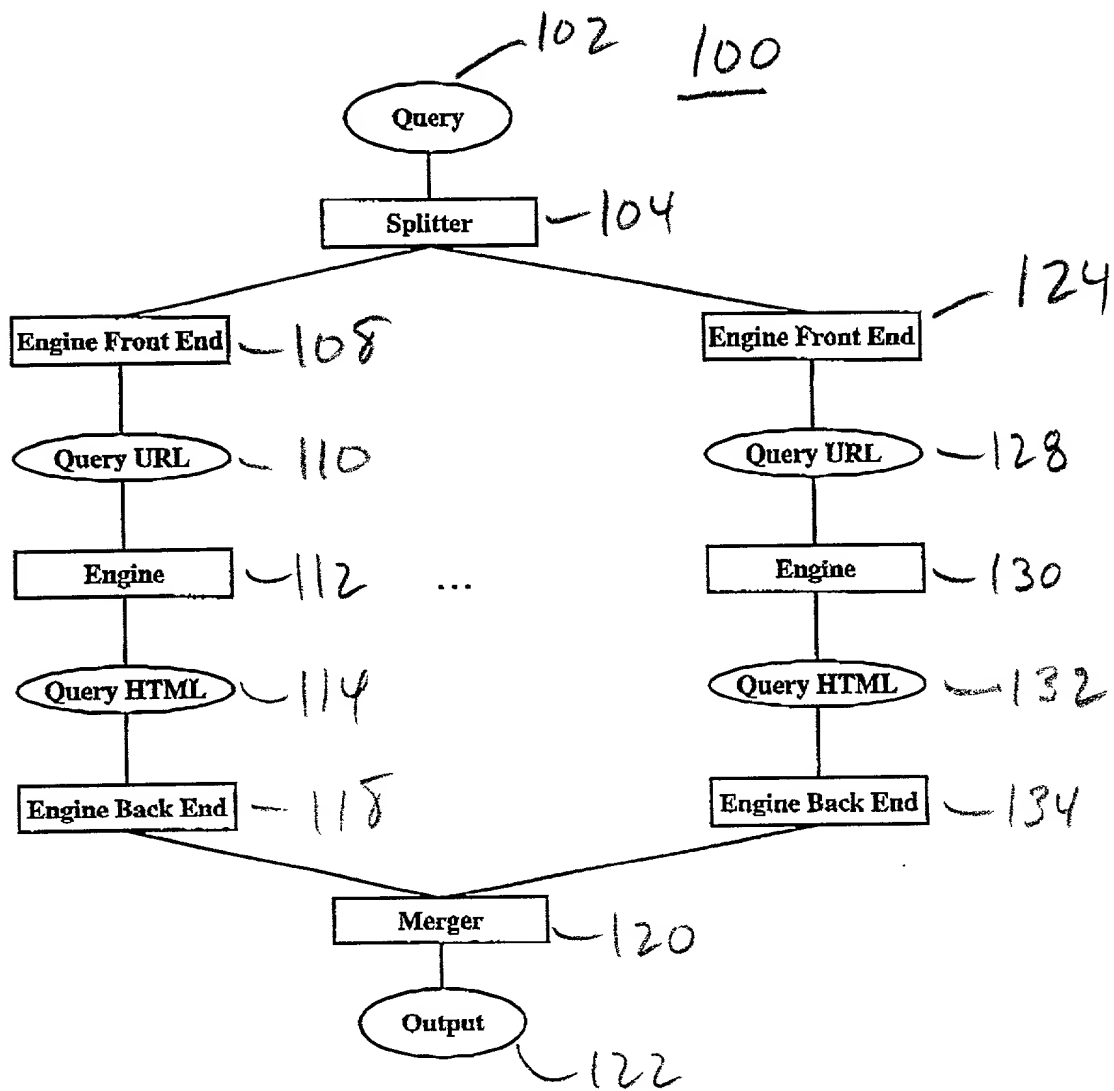 102
100
Query
Splitter
104
124
Engine Front End
108
Engine Front End
Query URL
110
Query URL
128
Engine
112
...
Engine
130
Query HTML
114
Query HTML
132
Engine Back End
118
Engine Back End
134
Merger
120
Output
122